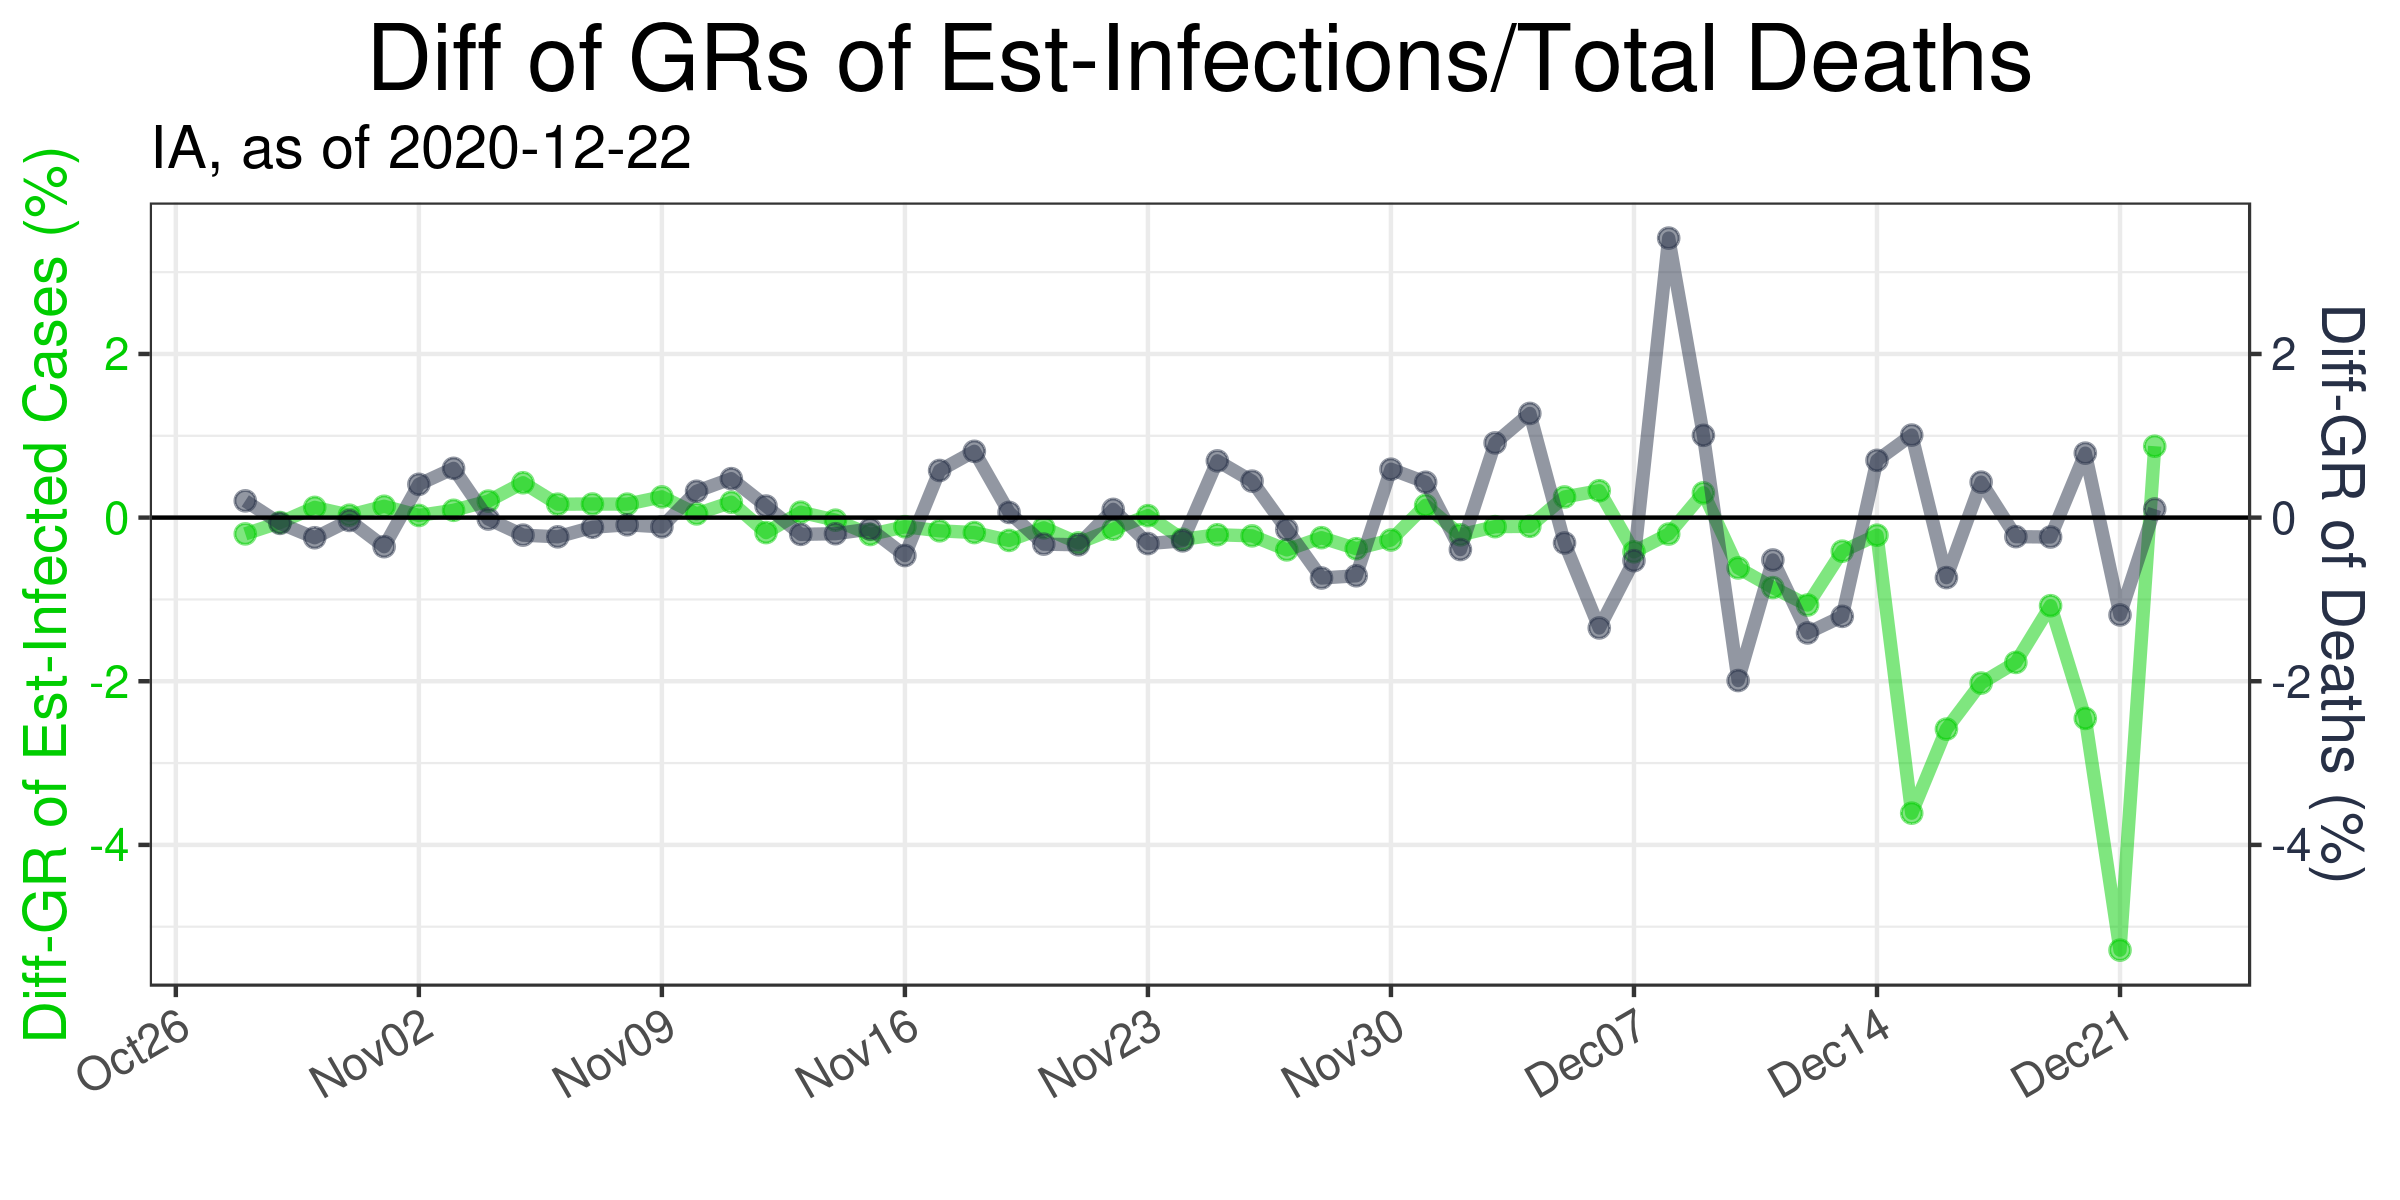 Diff of GRs of Est-Infections/Total Deaths
IA, as of 2020-12-22
Diff-GR of Est-Infected Cases (%)
2
0
-2
-4
2
0
-2
-4
Diff-GR of Deaths (%)
Oct26
Nov02
Nov09
Nov16
Nov23
Nov30
Dec07
Dec14
Dec21